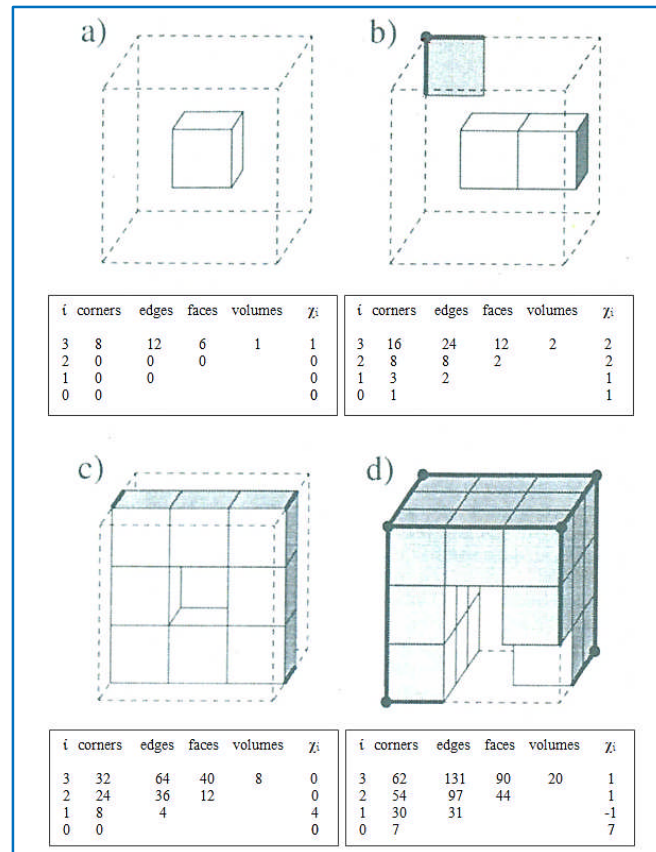 a) b)
i corners edges faces volumes χi
3 8 12 6 1 1
2 0 0 0 0
1 0 0 0
0 0 0
i corners edges faces volumes χi
3 16 24 12 2 2
2 8 8 2 2
1 3 2 1
0 1 1
c) d)
i corners edges faces volumes χi
3 32 64 40 8 0
2 24 36 12 0
1 8 4 4
0 0 0
i corners edges faces volumes χi
3 62 131 90 20 1
2 54 97 44 1
1 30 31 -1
0 7 7